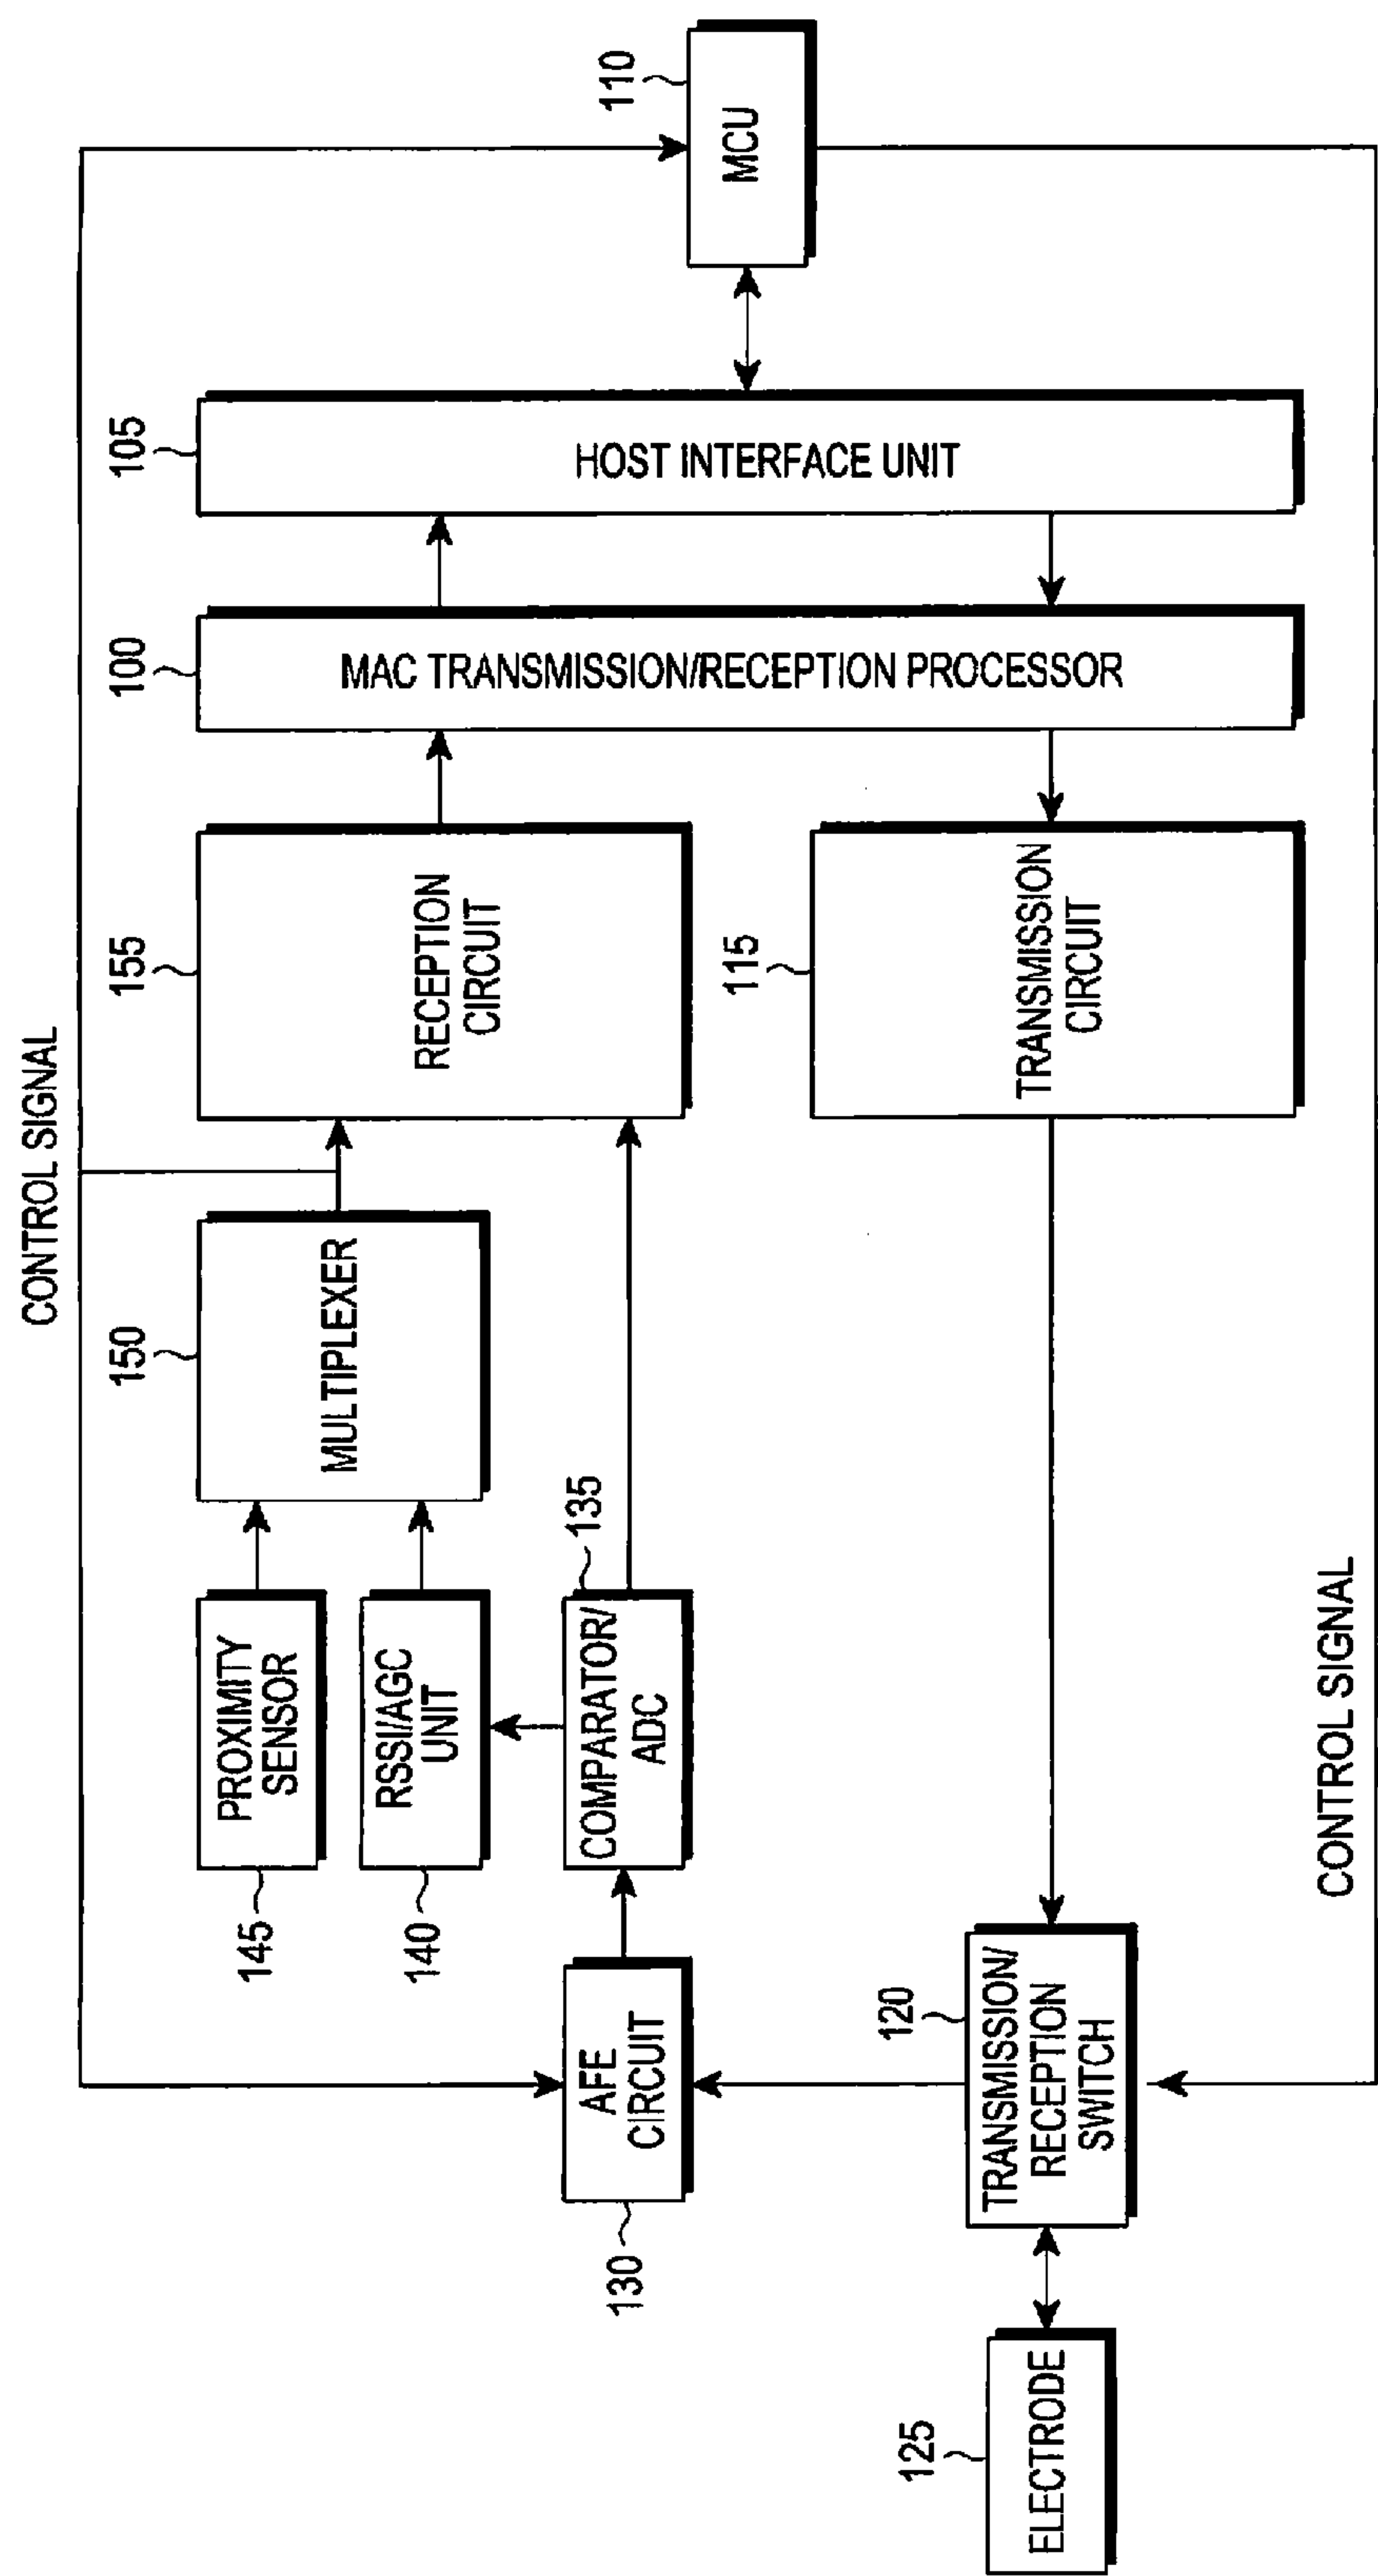 CONTROL SIGNAL
145
PROXIMITY
SENSOR
150
MULTIPLEXER
155
RECEPTION
CIRCUIT
100
MAC TRANSMISSION/RECEPTION PROCESSOR
105
HOST INTERFACE UNIT
110
MCU
140
RSSI/AGC
UNIT
130
AFE
CIRCUIT
135
COMPARATOR/
ADC
115
TRANSMISSION
CIRCUIT
125
ELECTRODE
120
TRANSMISSION/
RECEPTION
SWITCH
CONTROL SIGNAL